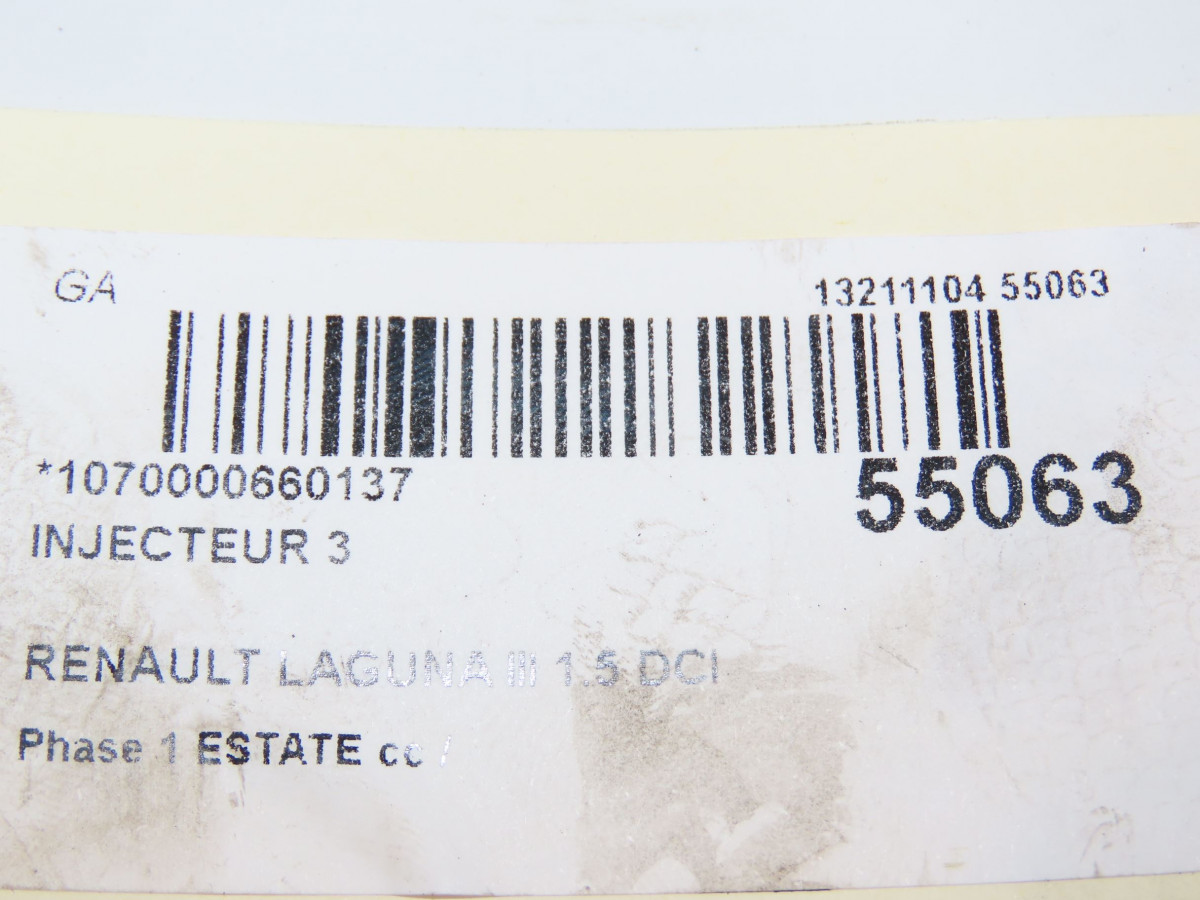 GA
13211104 55063
*1070000660137
55063
INJECTEUR 3
RENAULT LAGUNA III 1.5 DCI
Phase 1 ESTATE cc /